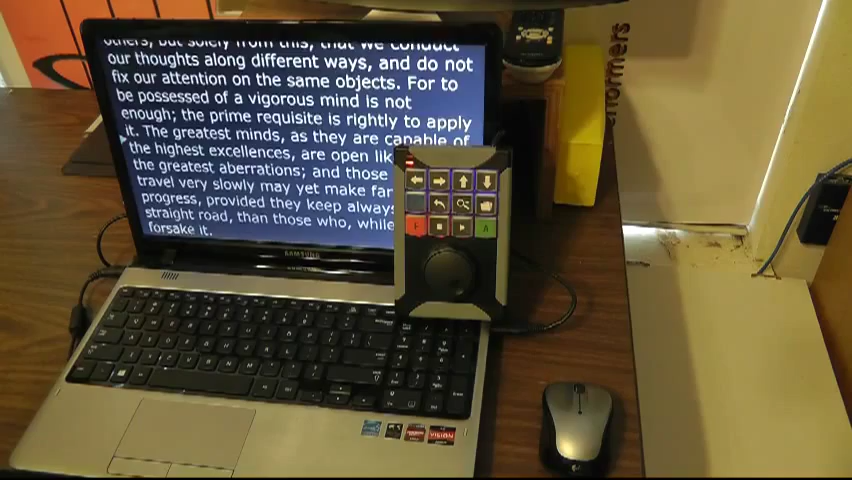 others, but solely from this, that we conduct
our thoughts along different ways, and do not
fix our attention on the same objects. For to
be possessed of a vigorous mind is not
enough; the prime requisite is rightly to apply
it. The greatest minds, as they are capable of
the highest excellences, are open lik
the greatest aberrations; and those
travel very slowly may yet make far
progress, provided they keep always
straight road, than those who, while
forsake it.
SAMSUNG
F
A
VISION
ormers